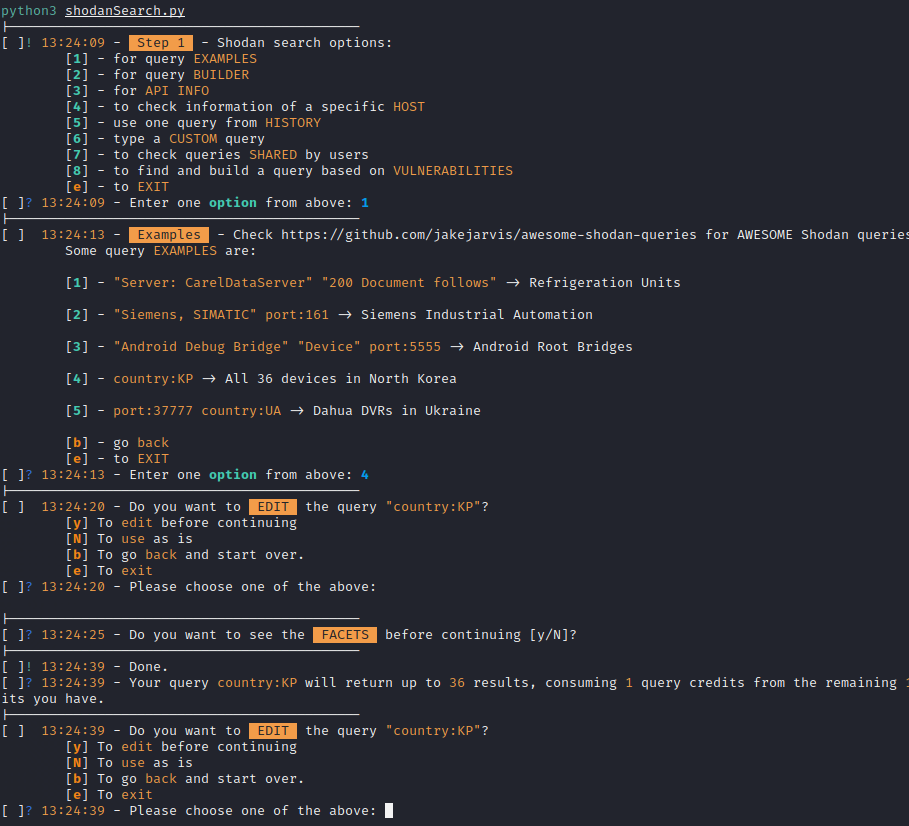 python3 shodanSearch.py
[ ]! 13:24:09 - Step 1 - Shodan search options:
[1] - for query EXAMPLES
[2] - for query BUILDER
[3] - for API INFO
[4] - to check information of a specific HOST
[5] - use one query from HISTORY
[6] - type a CUSTOM query
[7] - to check queries SHARED by users
[8] - to find and build a query based on VULNERABILITIES
[e] - to EXIT
[ ]? 13:24:09 - Enter one option from above: 1
[ ] 13:24:13 - Examples - Check https://github.com/jakejarvis/awesome-shodan-queries for AWESOME Shodan queries
Some query EXAMPLES are:
[1] - "Server: CarelDataServer" "200 Document follows" → Refrigeration Units
[2] - "Siemens, SIMATIC" port:161 → Siemens Industrial Automation
[3] - "Android Debug Bridge" "Device" port:5555 → Android Root Bridges
[4] - country:KP → All 36 devices in North Korea
[5] - port:37777 country:UA → Dahua DVRs in Ukraine
[b] - go back
[e] - to EXIT
[ ]? 13:24:13 - Enter one option from above: 4
[ ] 13:24:20 - Do you want to EDIT the query "country:KP"?
[y] To edit before continuing
[N] To use as is
[b] To go back and start over.
[e] To exit
[ ]? 13:24:20 - Please choose one of the above:
[ ]? 13:24:25 - Do you want to see the FACETS before continuing [y/N]?
[ ]! 13:24:39 - Done.
[ ]? 13:24:39 - Your query country:KP will return up to 36 results, consuming 1 query credits from the remaining 1
its you have.
[ ] 13:24:39 - Do you want to EDIT the query "country:KP"?
[y] To edit before continuing
[N] To use as is
[b] To go back and start over.
[e] To exit
[ ]? 13:24:39 - Please choose one of the above: